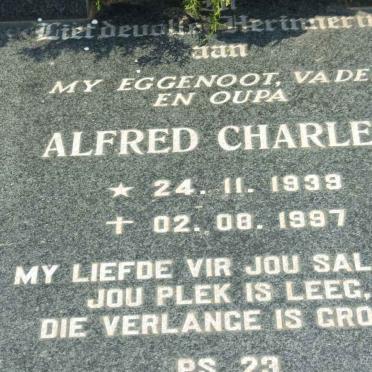 Liefdevolle Herinnering
aan
MY EGGENOOT, VADE
EN OUPA
ALFRED CHARLE
★ 24. 11. 1939
✝ 02. 08. 1997
MY LIEFDE VIR JOU SAL
JOU PLEK IS LEEG,
DIE VERLANGE IS GRO
PS. 23